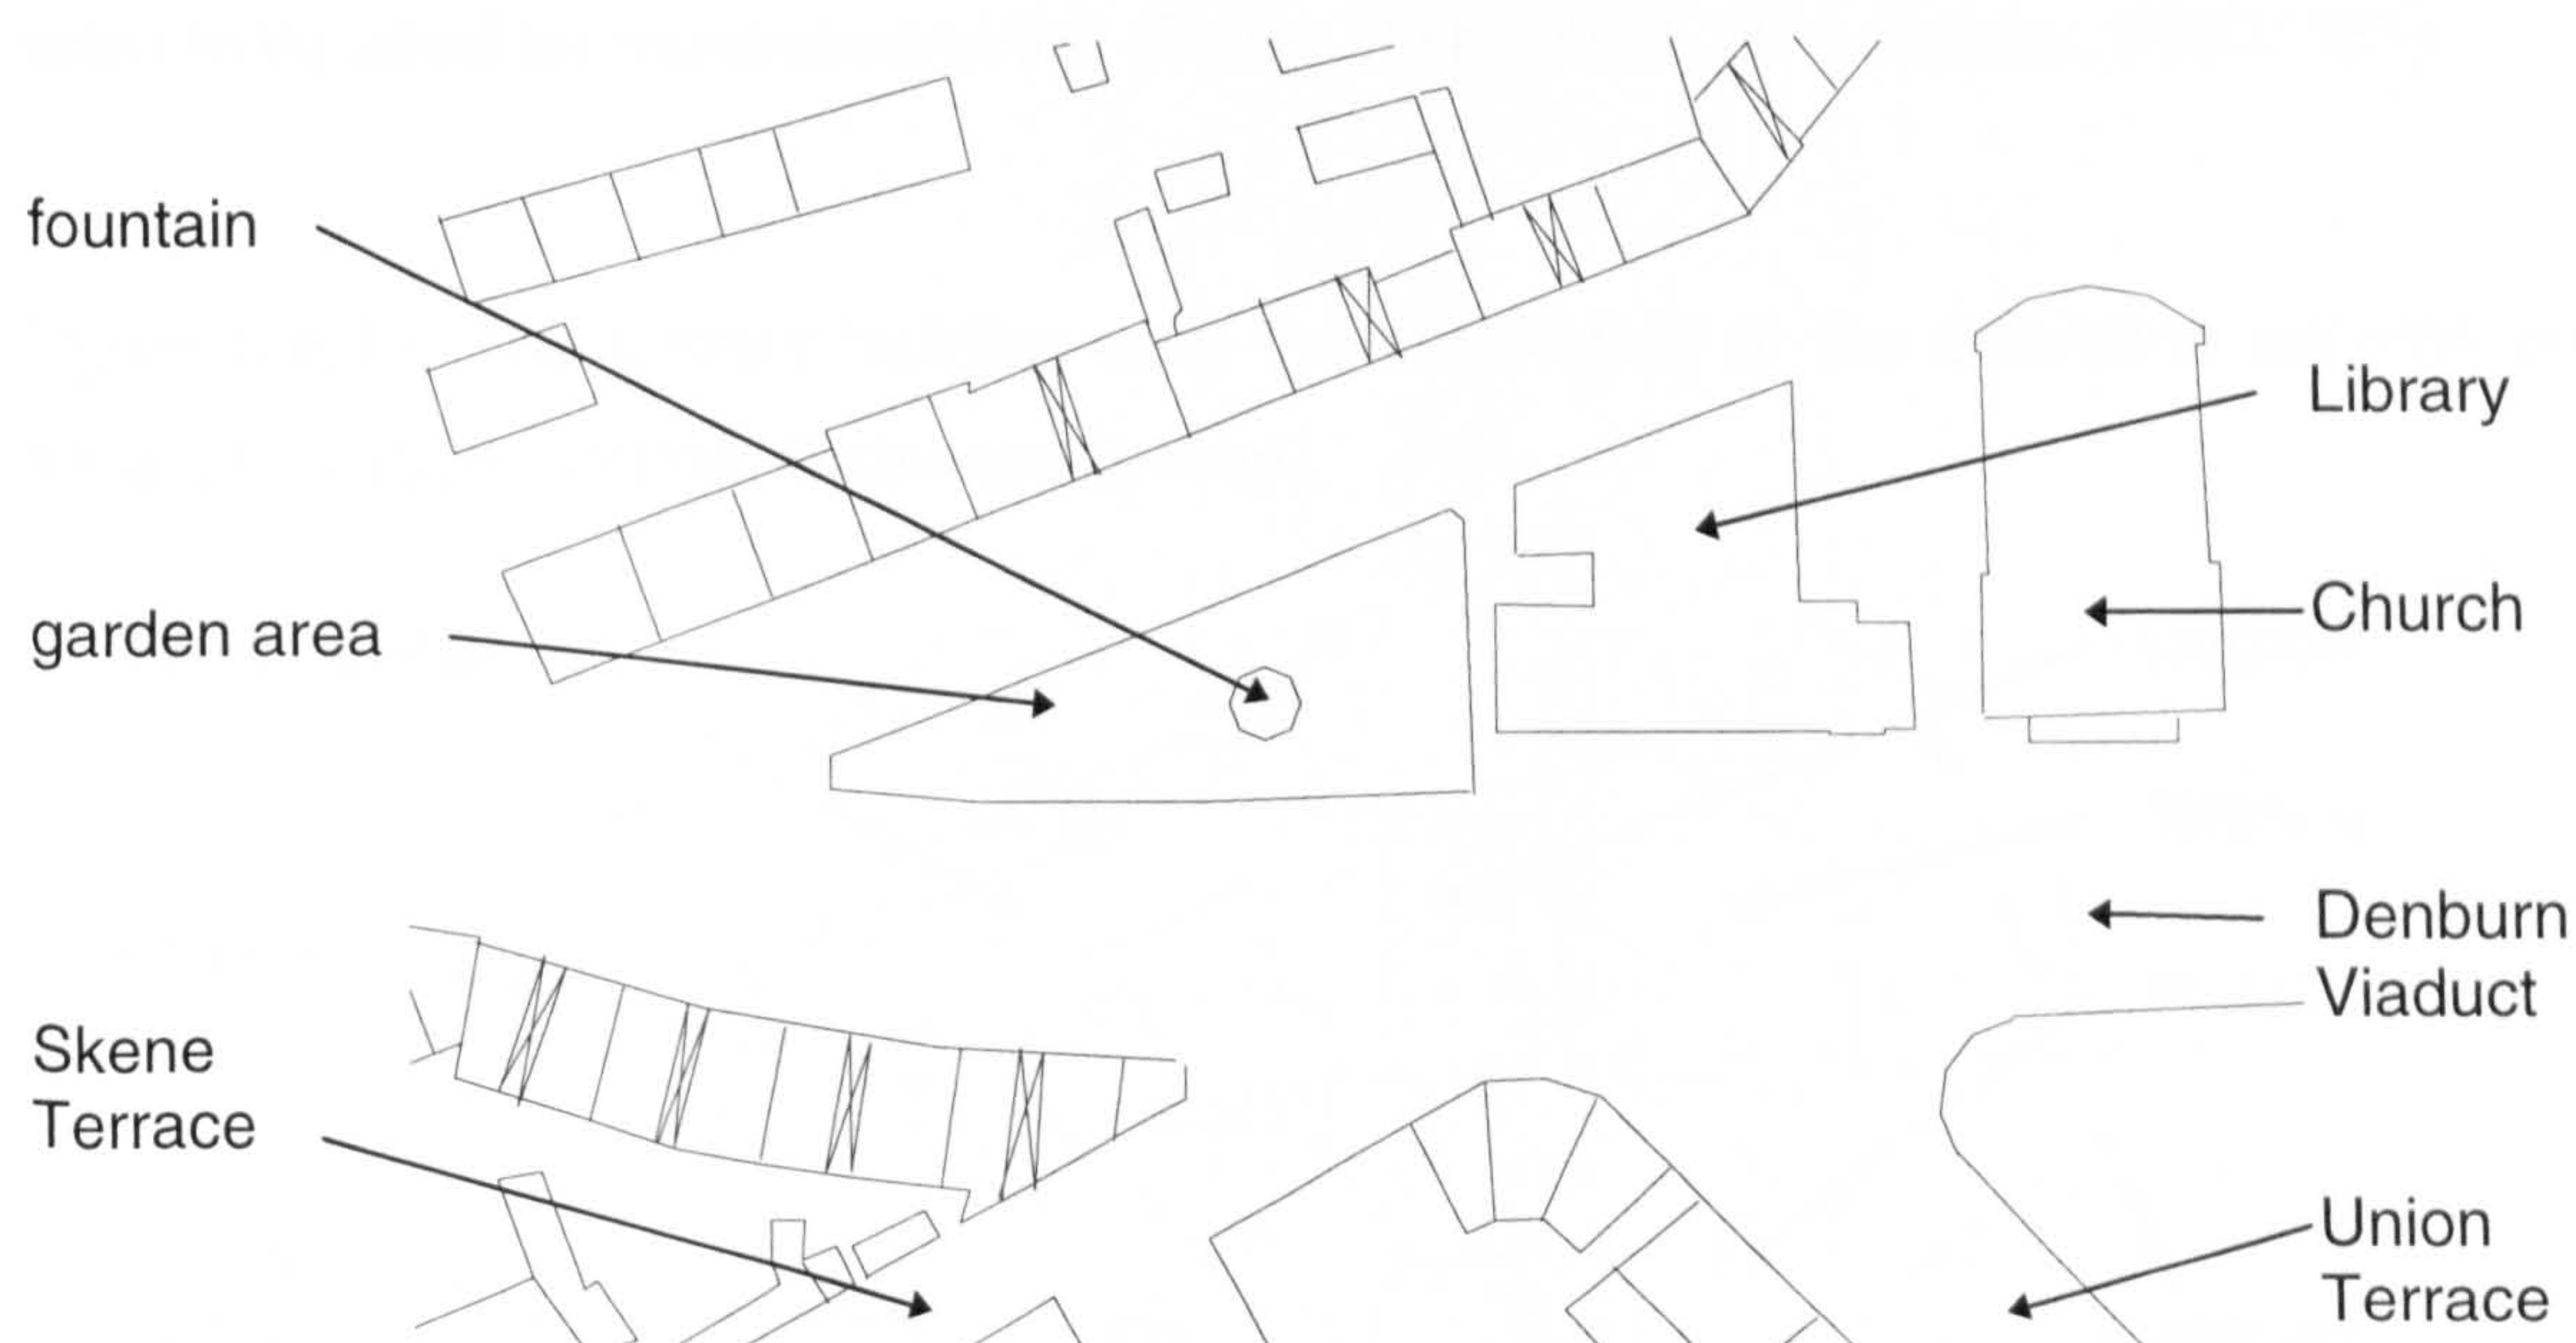 fountain
Library
Church
garden area
Denburn
Viaduct
Skene
Terrace
Union
Terrace